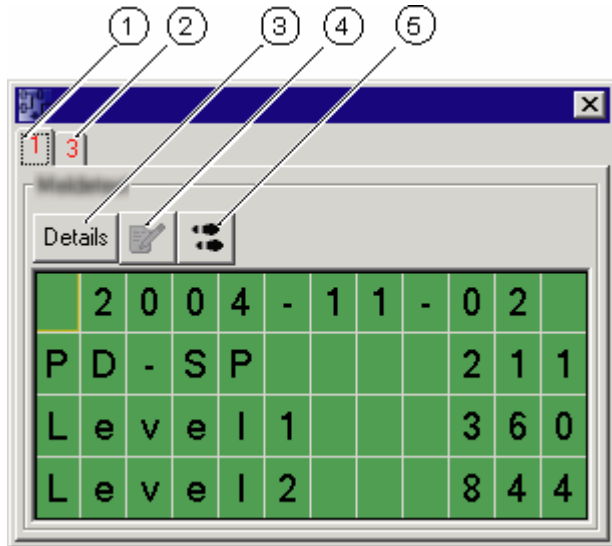 1 2 3 4 5
1 3
Details
2004-11-02
PD-SP 211
Level1 360
Level2 844